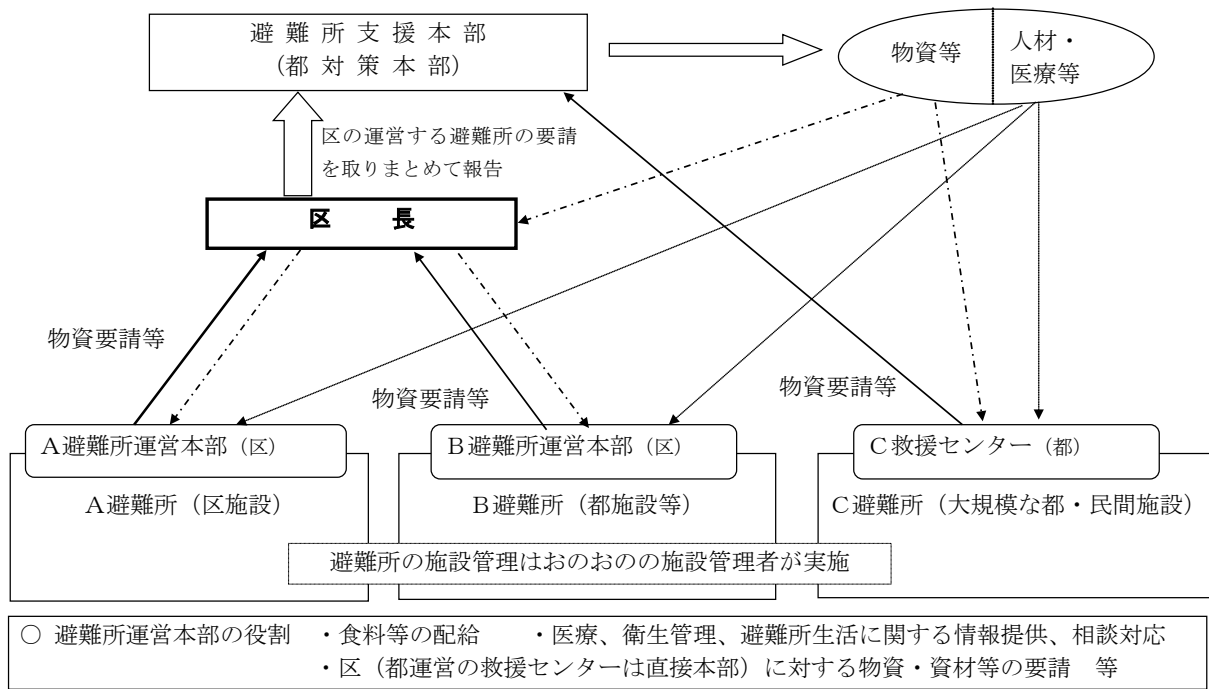 避 難 所 支 援 本 部
（都 対 策 本 部）
物資等
人材・
医療等
区の運営する避難所の要請
を取りまとめて報告
区　　長
物資要請等
物資要請等
物資要請等
Ａ避難所運営本部（区）
Ｂ避難所運営本部（区）
Ｃ救援センター（都）
Ａ避難所（区施設）
Ｂ避難所（都施設等）
Ｃ避難所（大規模な都・民間施設）
避難所の施設管理はおのおのの施設管理者が実施
○ 避難所運営本部の役割　・食料等の配給　　・医療、衛生管理、避難所生活に関する情報提供、相談対応
・区（都運営の救援センターは直接本部）に対する物資・資材等の要請　等